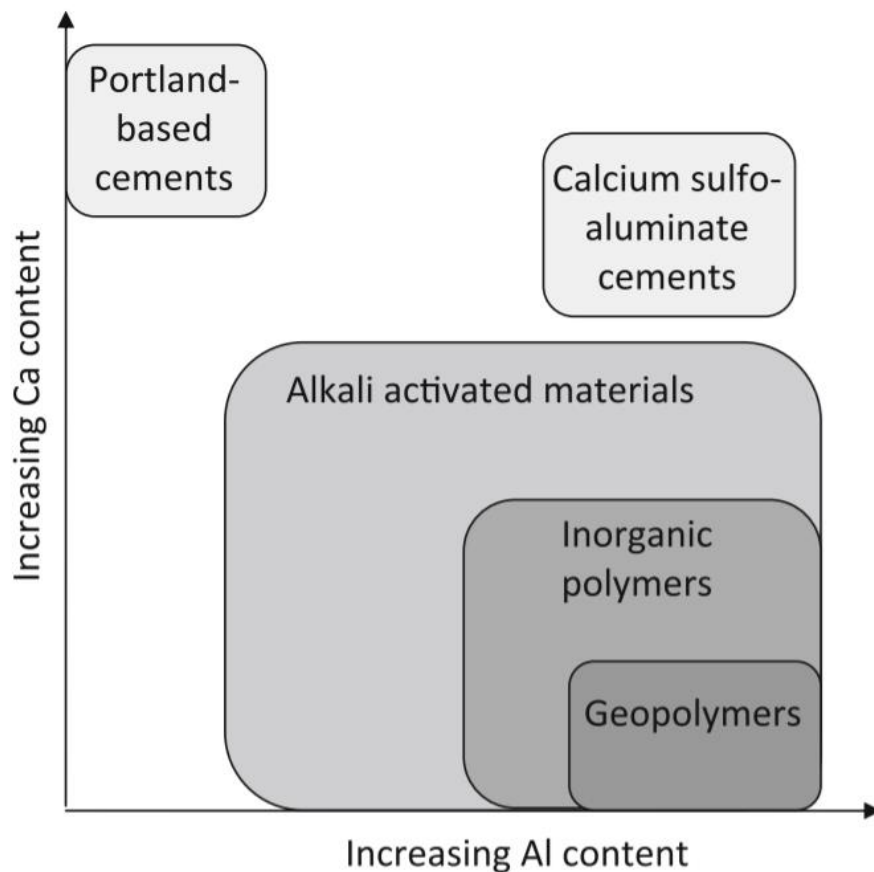 Portland-
based
cements
Calcium sulfo-
aluminate
cements
Increasing Ca content
Alkali activated materials
Inorganic
polymers
Geopolymers
Increasing Al content